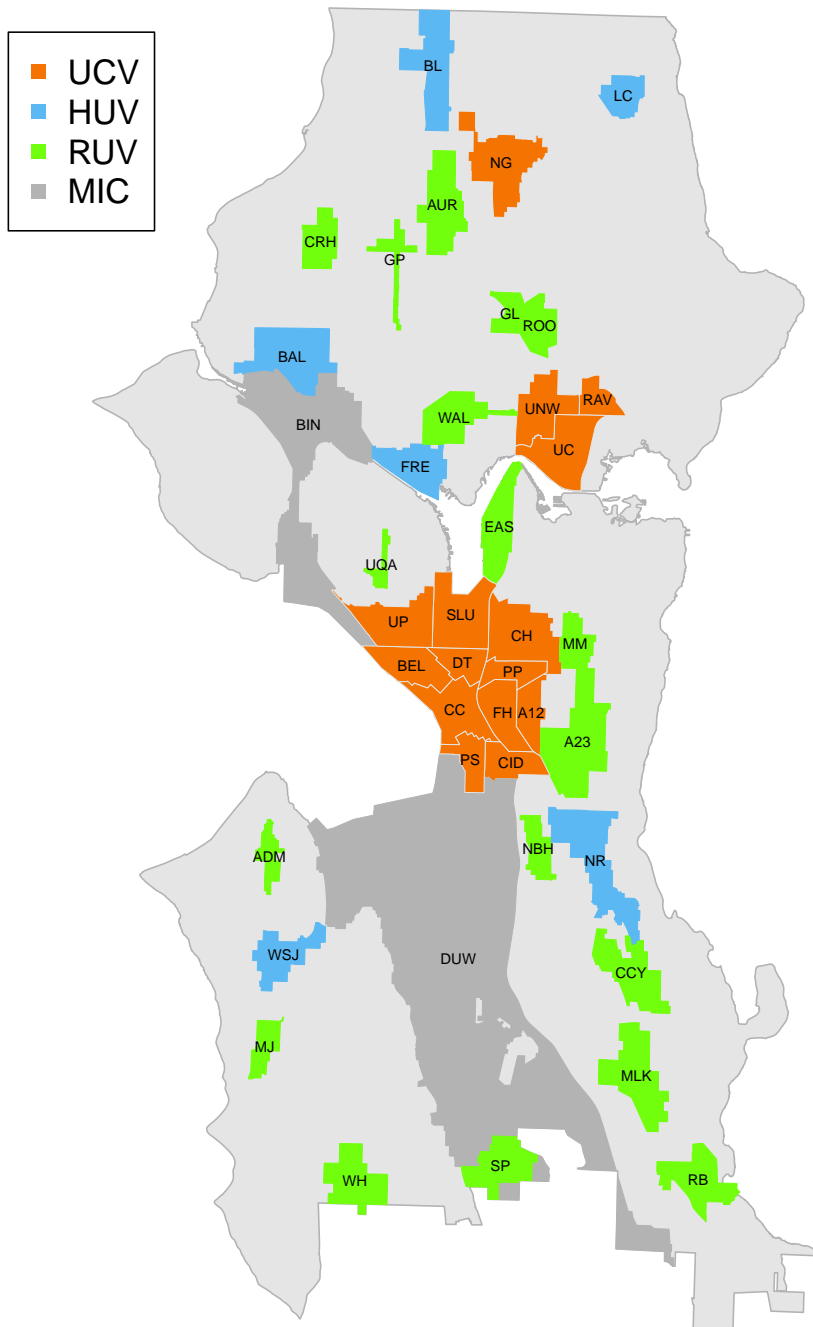 UCV
HUV
RUV
MIC
BL
LC
NG
AUR
CRH
GP
GL
ROO
BAL
RAV
UNW
WAL
BIN
UC
FRE
EAS
UQA
SLU
UP
CH
MM
DT
BEL
PP
CC
FH
A12
A23
PS
CID
NBH
ADM
NR
WSJ
DUW
CCY
MJ
MLK
SP
WH
RB